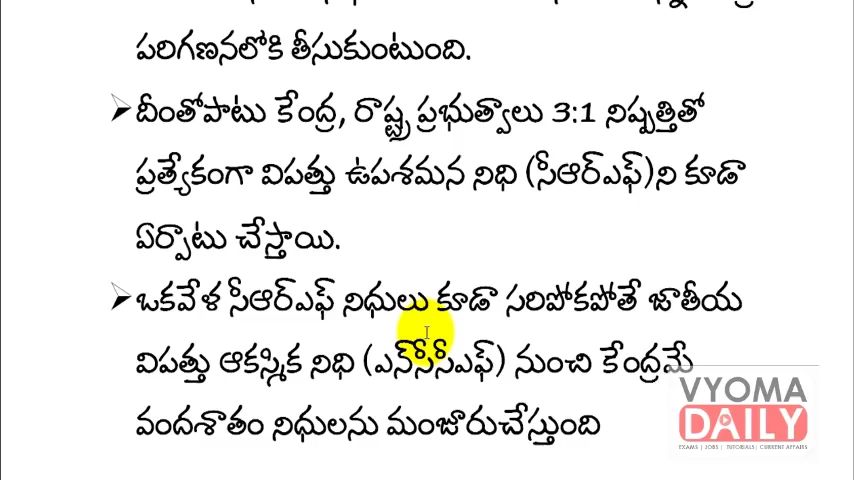 పరిగణనలోకి తీసుకుంటుంది.
➢దీంతోపాటు కేంద్ర, రాష్ట్ర ప్రభుత్వాలు 3:1 నిష్పత్తితో
ప్రత్యేకంగా విపత్తు ఉపశమన నిధి (సీఆర్ఎఫ్)ని కూడా
ఏర్పాటు చేస్తాయి.
➢ఒకవేళ సీఆర్ఎఫ్ నిధులు కూడా సరిపోకపోతే జాతీయ
విపత్తు ఆకస్మిక నిధి (ఎన్‌సీసీఎఫ్) నుంచి కేంద్రమే
వందశాతం నిధులను మంజూరుచేస్తుంది
VYOMA
DAILY
EXAMS | JOBS | TUTORIALS | CURRENT AFFAIRS